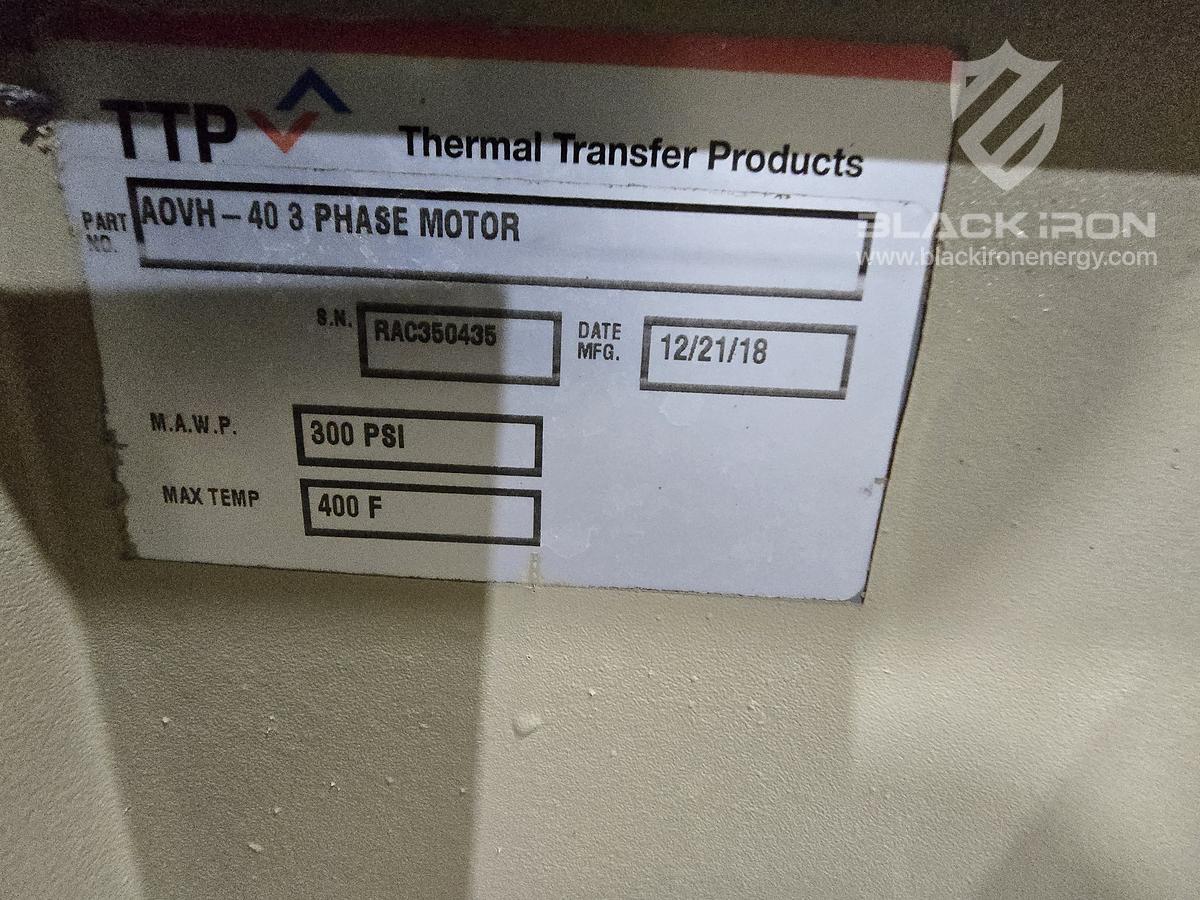 TTP
Thermal Transfer Products
PART NO. AOVH – 40 3 PHASE MOTOR
S.N. RAC350435 DATE MFG. 12/21/18
M.A.W.P. 300 PSI
MAX TEMP 400 F
BLACK IRON
www.blackironenergy.com